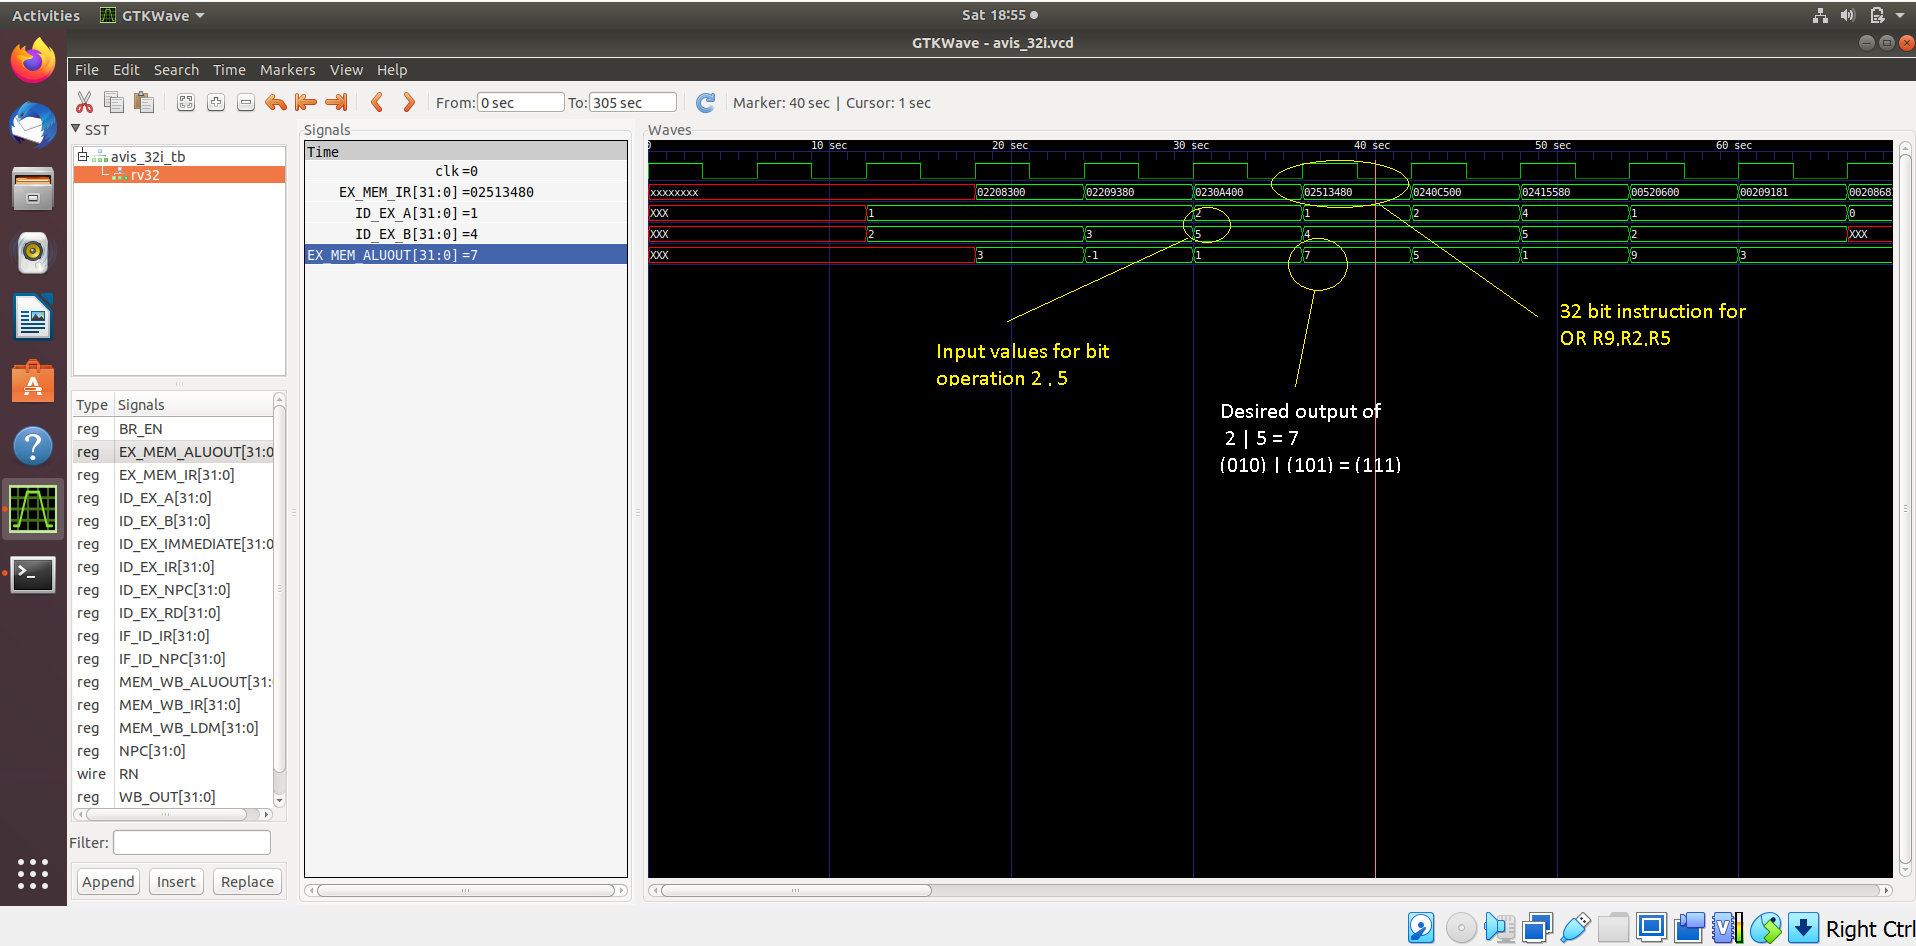 Activities GTKWave Sat 18:55
GTKWave - avis_32i.vcd
File Edit Search Time Markers View Help
From: 0 sec To: 305 sec Marker: 40 sec | Cursor: 1 sec
SST
avis_32i_tb
rv32
Type Signals
reg BR_EN
reg EX_MEM_ALUOUT[31:0
reg EX_MEM_IR[31:0]
reg ID_EX_A[31:0]
reg ID_EX_B[31:0]
reg ID_EX_IMMEDIATE[31:0
reg ID_EX_IR[31:0]
reg ID_EX_NPC[31:0]
reg ID_EX_RD[31:0]
reg IF_ID_IR[31:0]
reg IF_ID_NPC[31:0]
reg MEM_WB_ALUOUT[31:
reg MEM_WB_IR[31:0]
reg MEM_WB_LDM[31:0]
reg NPC[31:0]
wire RN
reg WB_OUT[31:0]
Filter:
Append Insert Replace
Signals
Time
clk =0
EX_MEM_IR[31:0] =02513480
ID_EX_A[31:0] =1
ID_EX_B[31:0] =4
EX_MEM_ALUOUT[31:0] =7
Waves
0 10 sec 20 sec 30 sec 40 sec 50 sec 60 sec
xxxxxxxx 02208300 02209380 0230A400 02513480 0240C500 02415580 00520600 00209181 0020868
XXX 1 2 1 2 4 1 0
XXX 2 3 5 4 5 2 XXX
XXX 3 -1 1 7 5 1 9 3
32 bit instruction for
OR R9,R2,R5
Input values for bit
operation 2 , 5
Desired output of
2 | 5 = 7
(010) | (101) = (111)
Right Ctrl